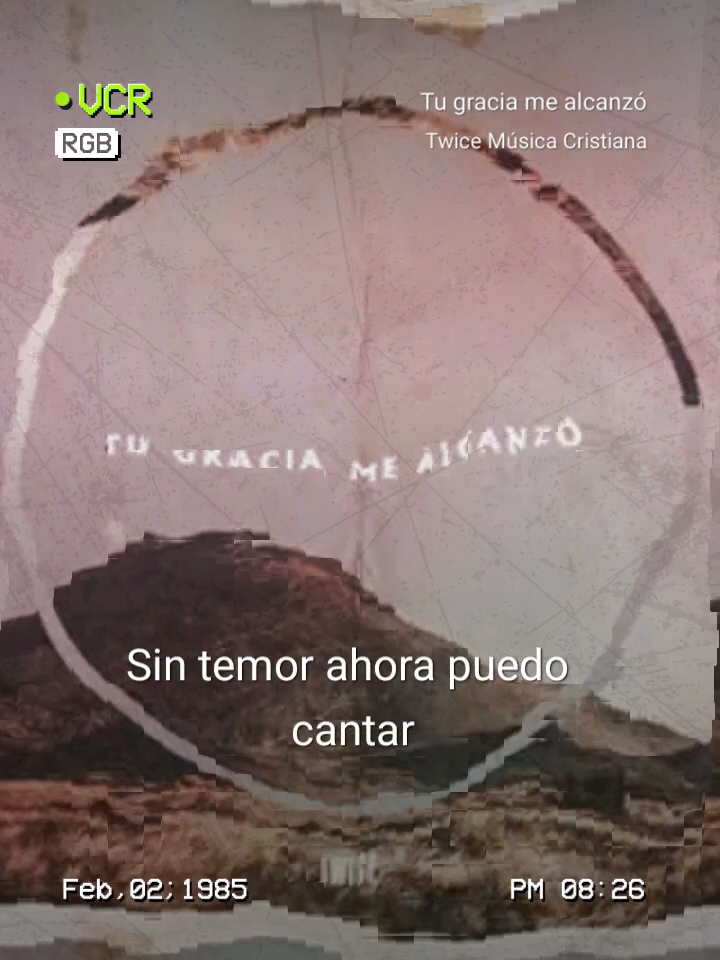 VCR
RGB
Tu gracia me alcanzó
Twice Música Cristiana
TU GRACIA ME ALCANZÓ
Sin temor ahora puedo
cantar
Feb,02;1985
PM 08:26